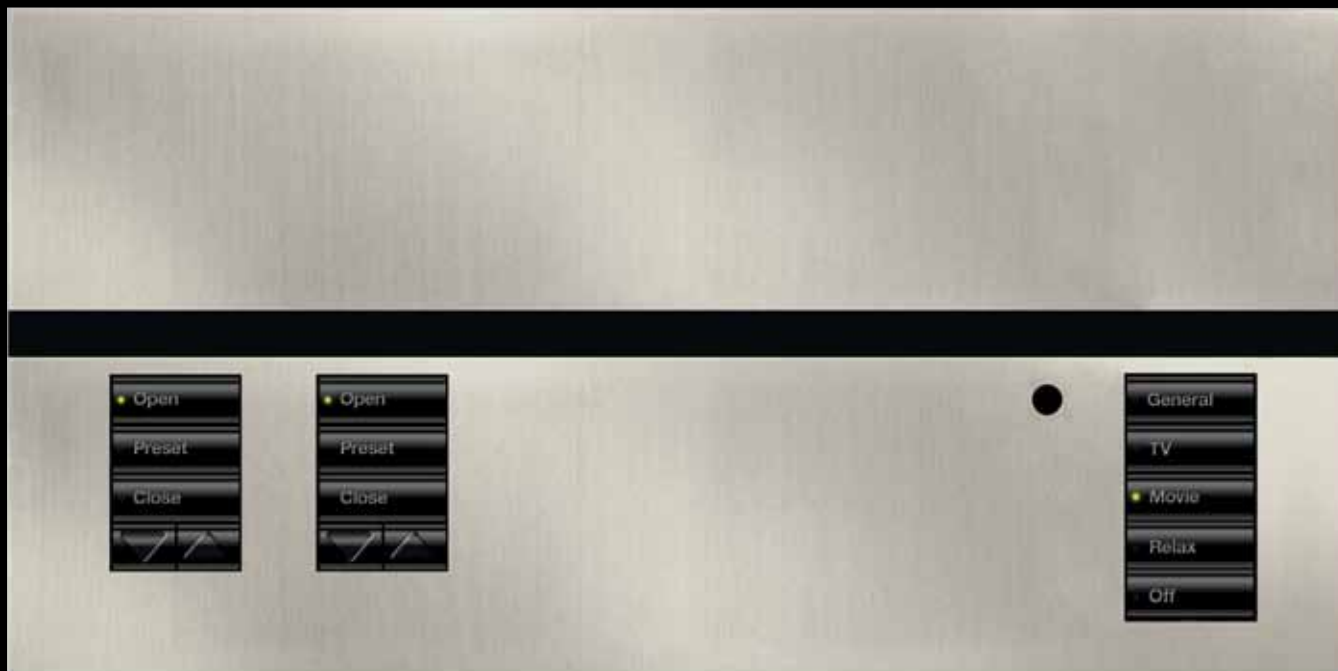 Open
Preset
Close
Open
Preset
Close
General
TV
Movie
Relax
Off